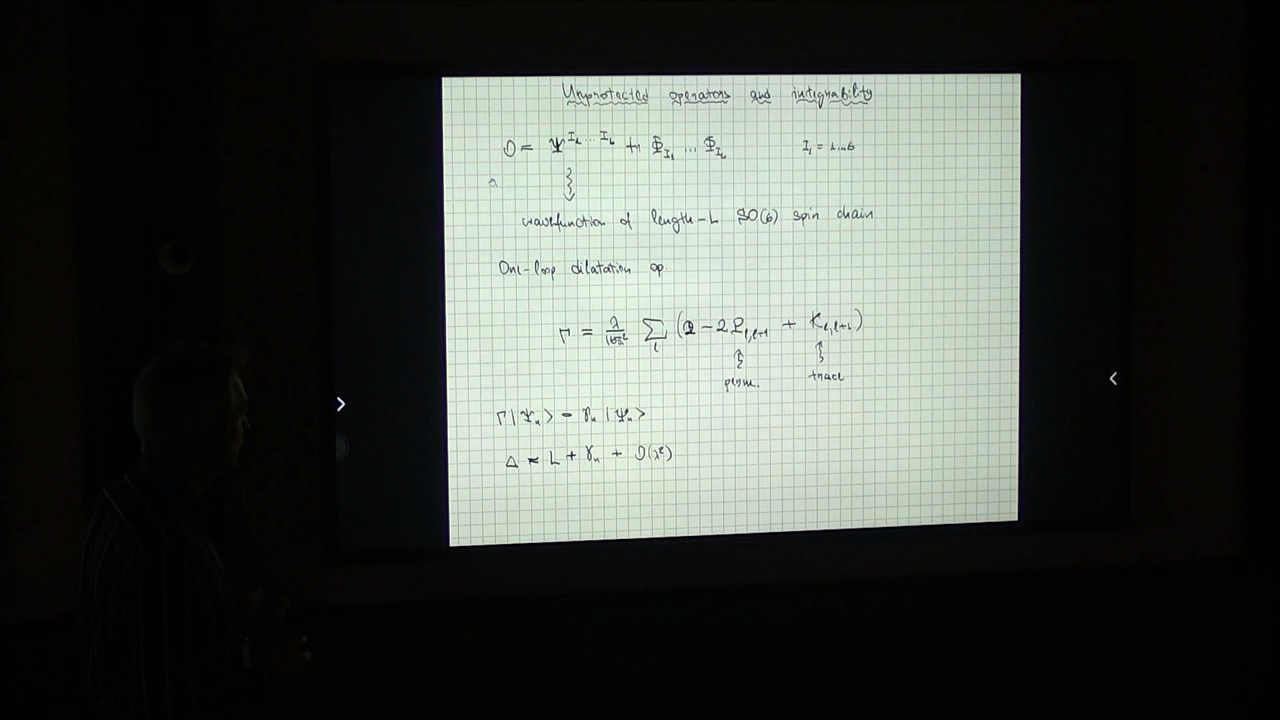 Unprotected operators and integrability
O = Ψ^{I_1 ... I_L} tr Φ_{I_1} ... Φ_{I_L} I_i = 1...6
wavefunction of length-L SO(6) spin chain
One-loop dilatation op.
Γ = λ/16π² Σ_l (2 - 2P_{l,l+1} + K_{l,l+1})
perm. trace
Γ|Ψ_n> = γ_n |Ψ_n>
Δ = L + γ_n + O(λ²)